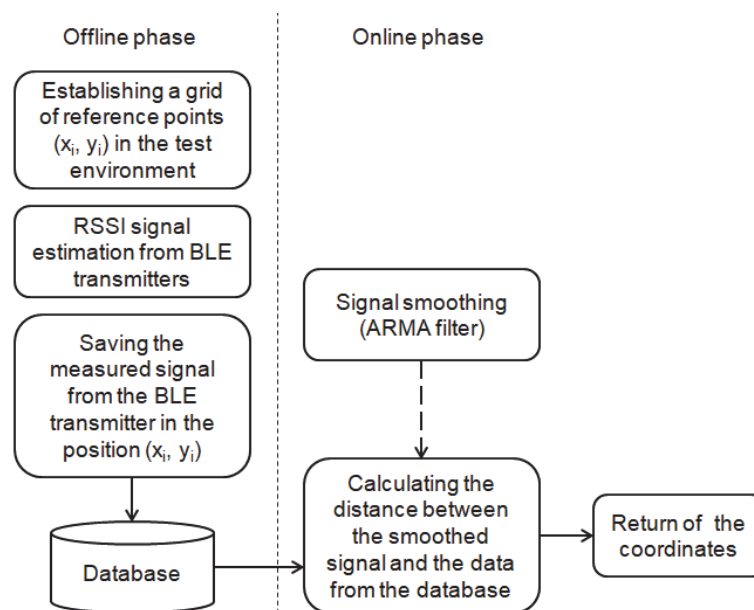 Offline phase
Online phase
Establishing a grid
of reference points
(xi, yi) in the test
environment
RSSI signal
estimation from BLE
transmitters
Saving the
measured signal
from the BLE
transmitter in the
position (xi, yi)
Database
Signal smoothing
(ARMA filter)
Calculating the
distance between
the smoothed
signal and the data
from the database
Return of the
coordinates